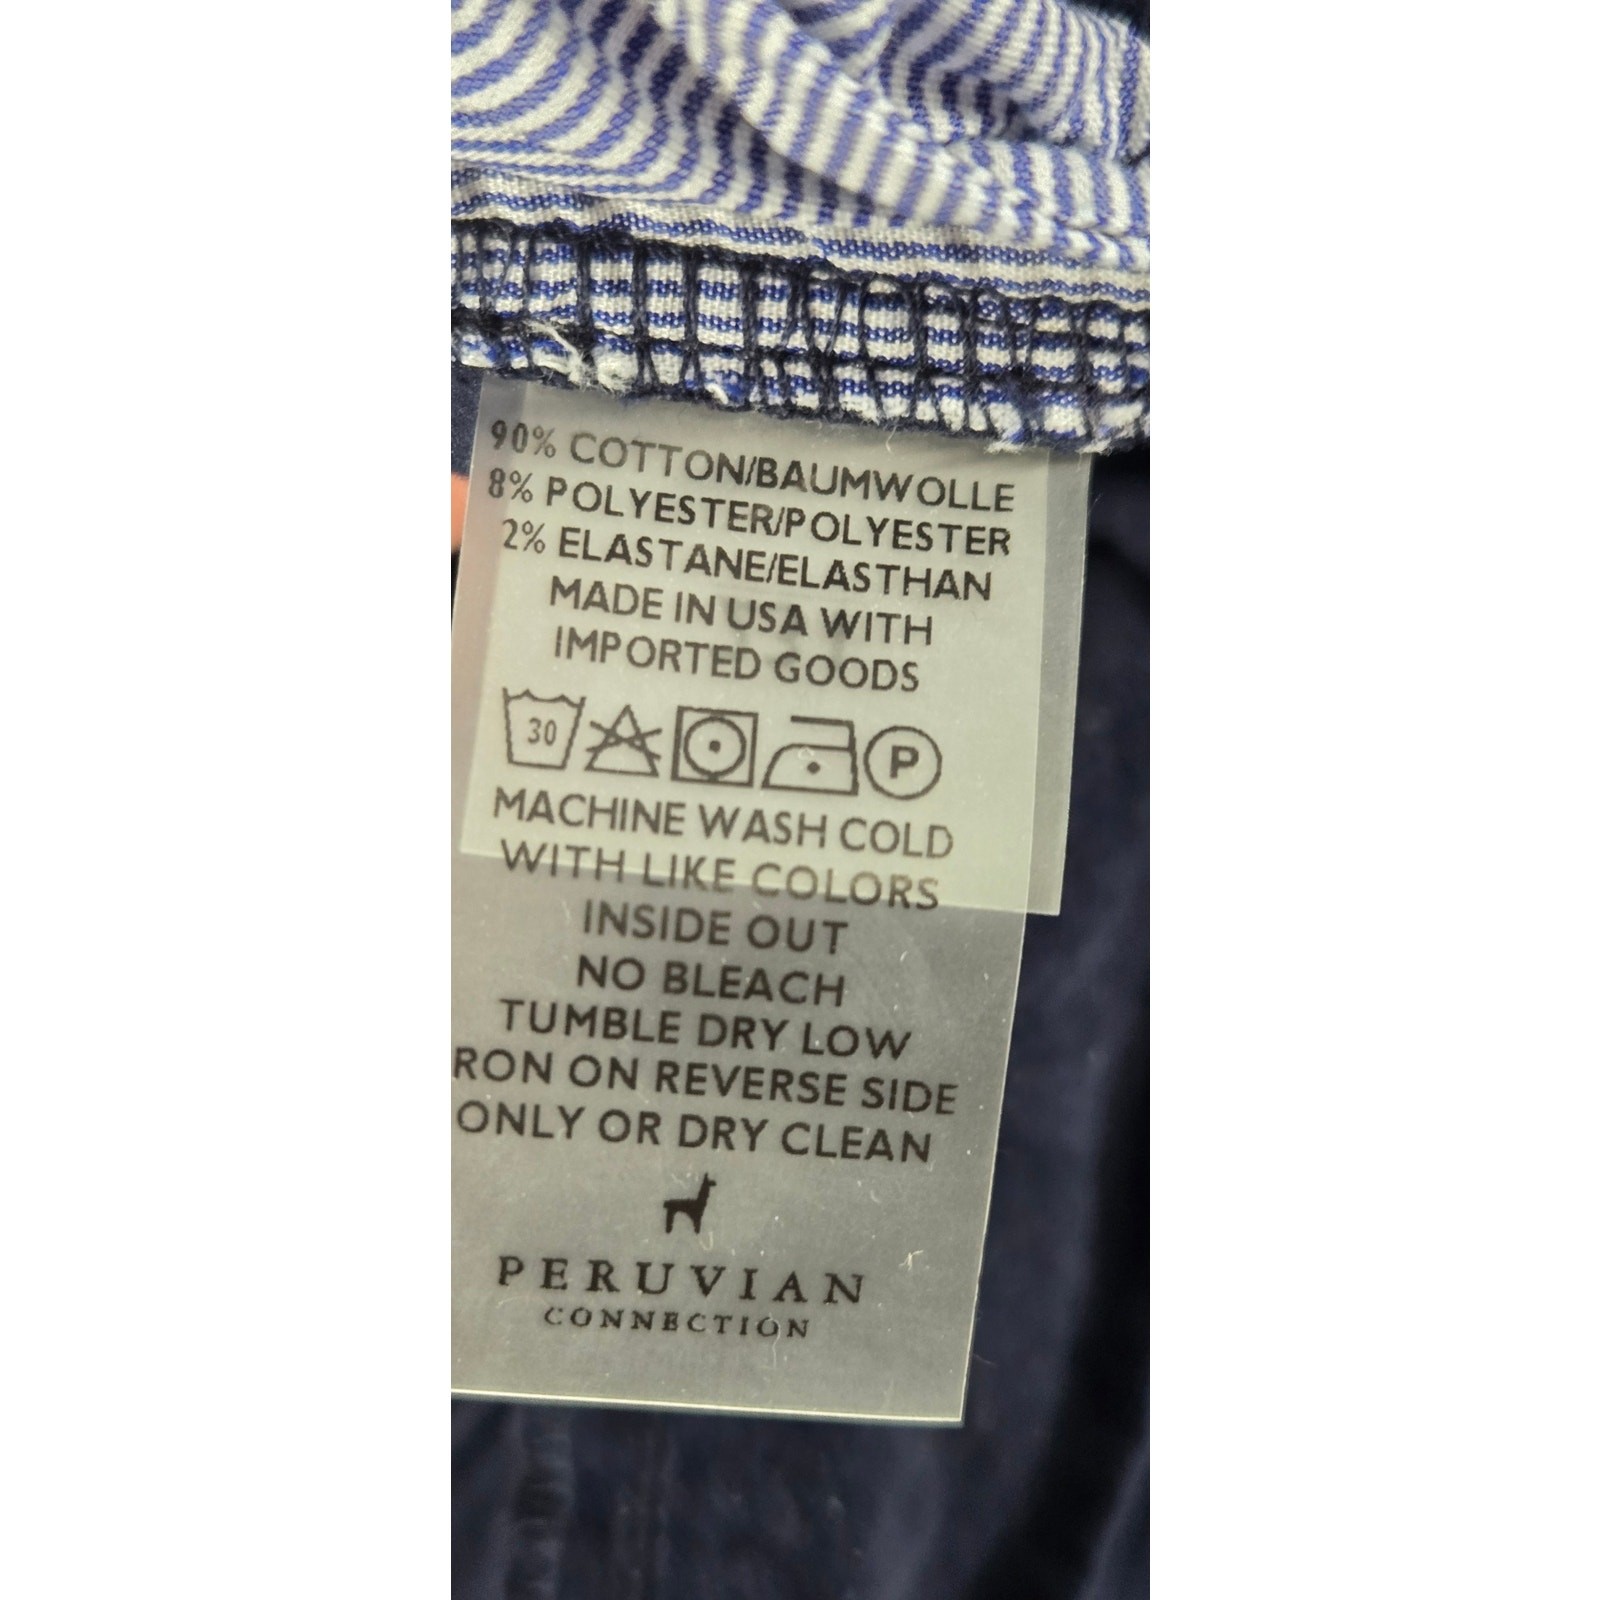 90% COTTON/BAUMWOLLE
8% POLYESTER/POLYESTER
2% ELASTANE/ELASTHAN
MADE IN USA WITH
IMPORTED GOODS
30 P
MACHINE WASH COLD
WITH LIKE COLORS
INSIDE OUT
NO BLEACH
TUMBLE DRY LOW
RON ON REVERSE SIDE
ONLY OR DRY CLEAN
PERUVIAN
CONNECTION